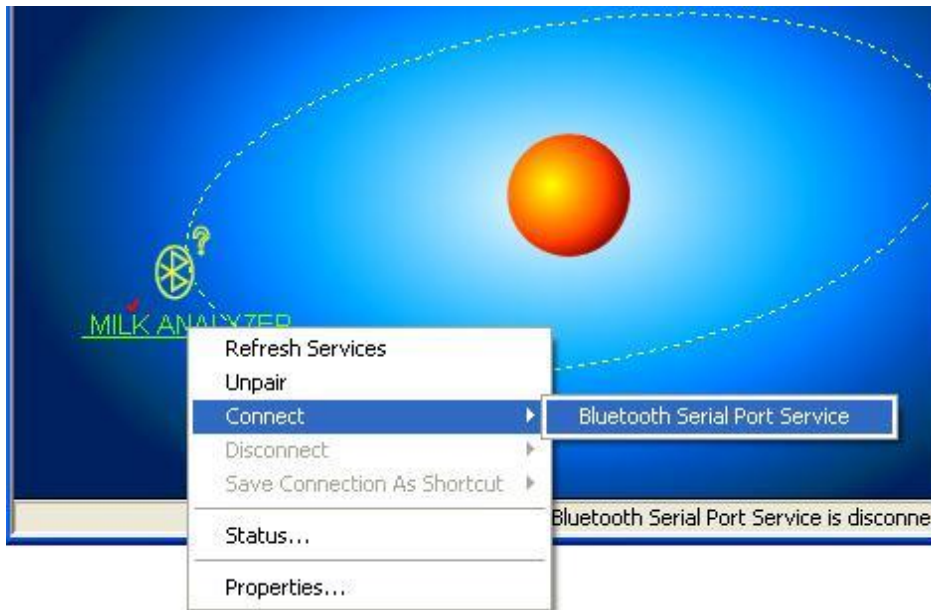 MILK ANALYZER
Refresh Services
Unpair
Connect
Bluetooth Serial Port Service
Disconnect
Save Connection As Shortcut
Bluetooth Serial Port Service is disconne
Status...
Properties...